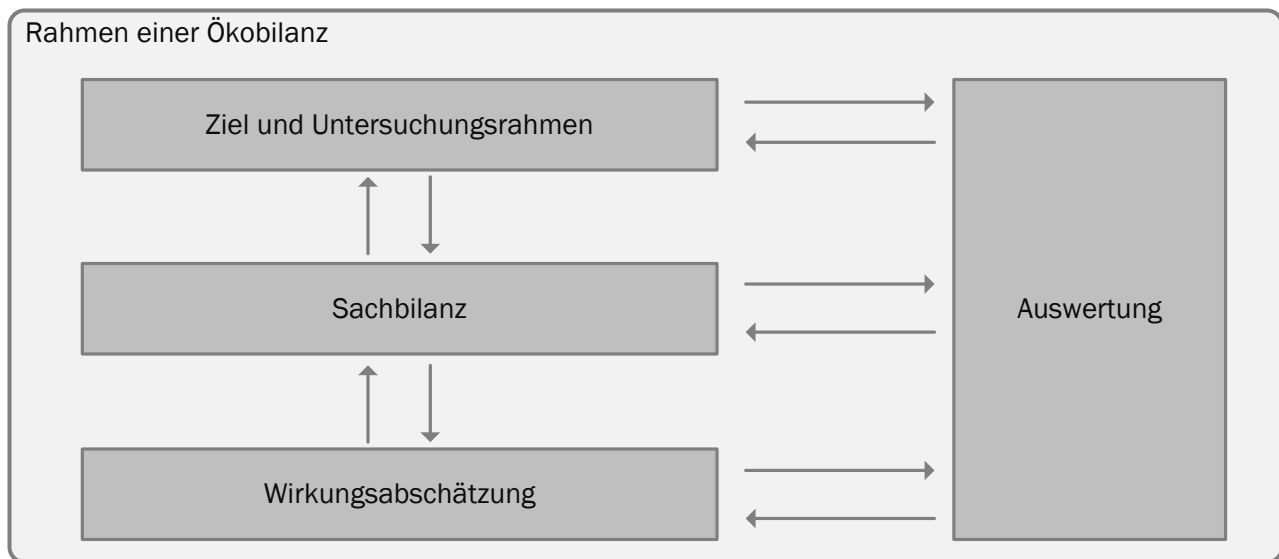 Rahmen einer Ökobilanz
Ziel und Untersuchungsrahmen
Sachbilanz
Auswertung
Wirkungsabschätzung